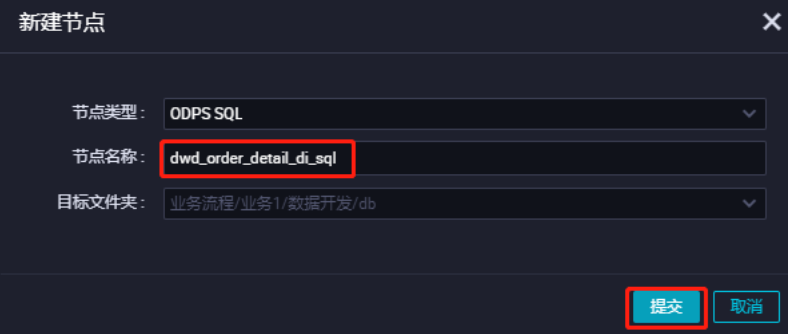 新建节点
节点类型： ODPS SQL
节点名称： dwd_order_detail_di_sql
目标文件夹： 业务流程/业务1/数据开发/db
提交 取消